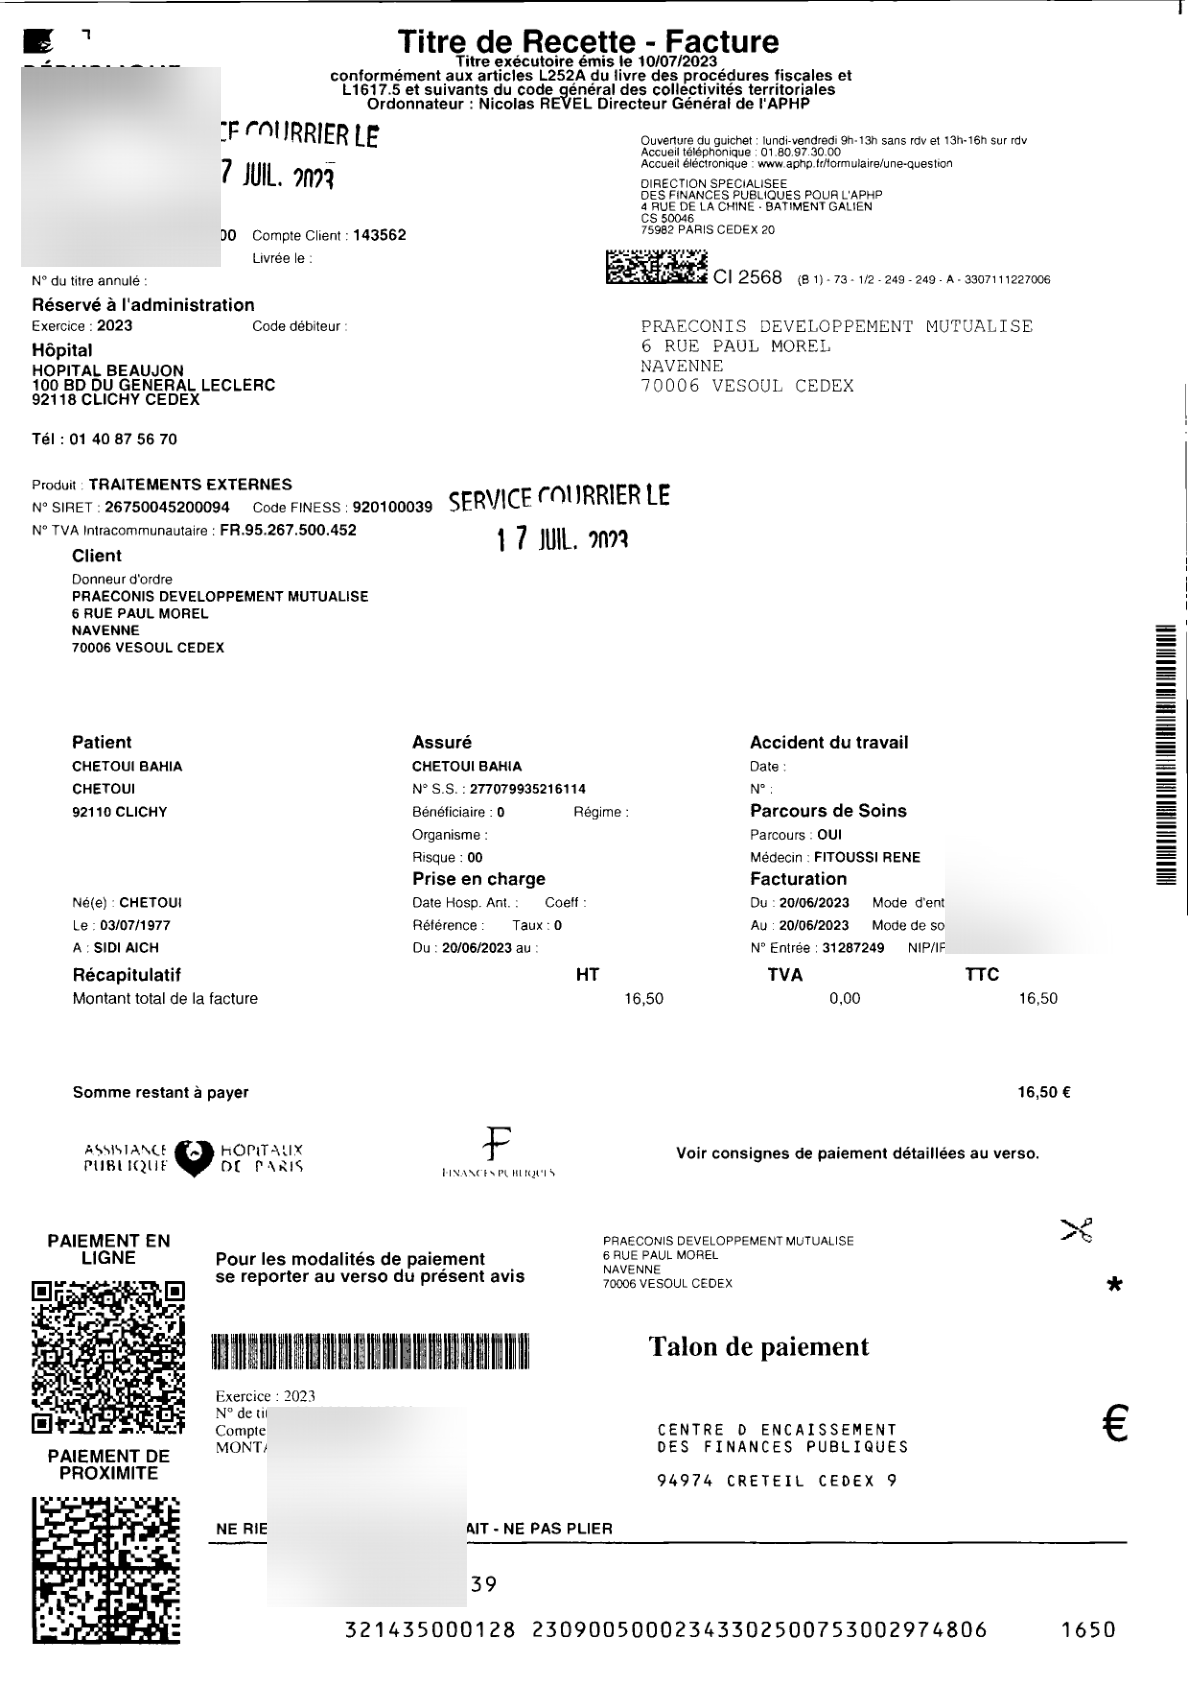 Titre de Recette - Facture
Titre exécutoire émis le 10/07/2023
conformément aux articles L252A du livre des procédures fiscales et
L1617.5 et suivants du code général des collectivités territoriales
Ordonnateur : Nicolas REVEL Directeur Général de l'APHP
COURRIER LE
7 JUIL. 2023
Ouverture du guichet : lundi-vendredi 9h-13h sans rdv et 13h-16h sur rdv
Accueil téléphonique : 01.80.97.30.00
Accueil éléctronique : www.aphp.fr/formulaire/une-question
DIRECTION SPECIALISEE
DES FINANCES PUBLIQUES POUR L'APHP
4 RUE DE LA CHINE - BATIMENT GALIEN
CS 50046
75982 PARIS CEDEX 20
00 Compte Client : 143562
Livrée le :
N° du titre annulé :
CI 2568 (B 1) - 73 - 1/2 - 249 - 249 - A - 3307111227006
Réservé à l'administration
Exercice : 2023 Code débiteur :
PRAECONIS DEVELOPPEMENT MUTUALISE
6 RUE PAUL MOREL
NAVENNE
70006 VESOUL CEDEX
Hôpital
HOPITAL BEAUJON
100 BD DU GENERAL LECLERC
92118 CLICHY CEDEX
Tél : 01 40 87 56 70
Produit : TRAITEMENTS EXTERNES
N° SIRET : 26750045200094 Code FINESS : 920100039
N° TVA Intracommunautaire : FR.95.267.500.452
SERVICE COURRIER LE
17 JUIL. 2023
Client
Donneur d'ordre
PRAECONIS DEVELOPPEMENT MUTUALISE
6 RUE PAUL MOREL
NAVENNE
70006 VESOUL CEDEX
Patient
CHETOUI BAHIA
CHETOUI
92110 CLICHY
Né(e) : CHETOUI
Le : 03/07/1977
A : SIDI AICH
Assuré
CHETOUI BAHIA
N° S.S. : 277079935216114
Bénéficiaire : 0 Régime :
Organisme :
Risque : 00
Prise en charge
Date Hosp. Ant. : Coeff :
Référence : Taux : 0
Du : 20/06/2023 au :
Accident du travail
Date :
N° :
Parcours de Soins
Parcours : OUI
Médecin : FITOUSSI RENE
Facturation
Du : 20/06/2023 Mode d'ent
Au : 20/06/2023 Mode de so
N° Entrée : 31287249 NIP/IP
Récapitulatif HT TVA TTC
Montant total de la facture 16,50 0,00 16,50
Somme restant à payer 16,50 €
ASSISTANCE HÔPITAUX
PUBLIQUE DE PARIS
FINANCES PUBLIQUES
Voir consignes de paiement détaillées au verso.
PAIEMENT EN
LIGNE
Pour les modalités de paiement
se reporter au verso du présent avis
PRAECONIS DEVELOPPEMENT MUTUALISE
6 RUE PAUL MOREL
NAVENNE
70006 VESOUL CEDEX
*
Talon de paiement
Exercice : 2023
N° de ti
Compte
MONTA
€
CENTRE D ENCAISSEMENT
DES FINANCES PUBLIQUES
94974 CRETEIL CEDEX 9
PAIEMENT DE
PROXIMITE
NE RIE AIT - NE PAS PLIER
39
321435000128 230900500023433025007530029748​06 1650